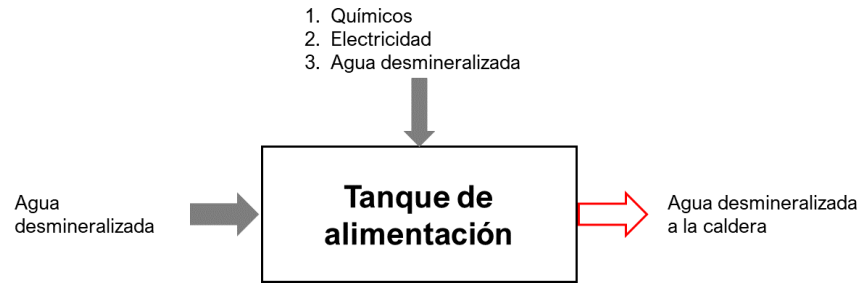 1. Químicos
2. Electricidad
3. Agua desmineralizada
Agua
desmineralizada
Tanque de
alimentación
Agua desmineralizada
a la caldera